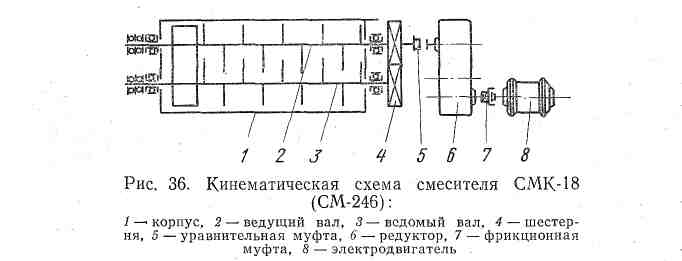 1 2 3 4 5 6 7 8
Рис. 36. Кинематическая схема смесителя СМК-18
(СМ-246):
1 — корпус, 2 — ведущий вал, 3 — ведомый вал, 4 — шестер-
ня, 5 — уравнительная муфта, 6 — редуктор, 7 — фрикционная
муфта, 8 — электродвигатель